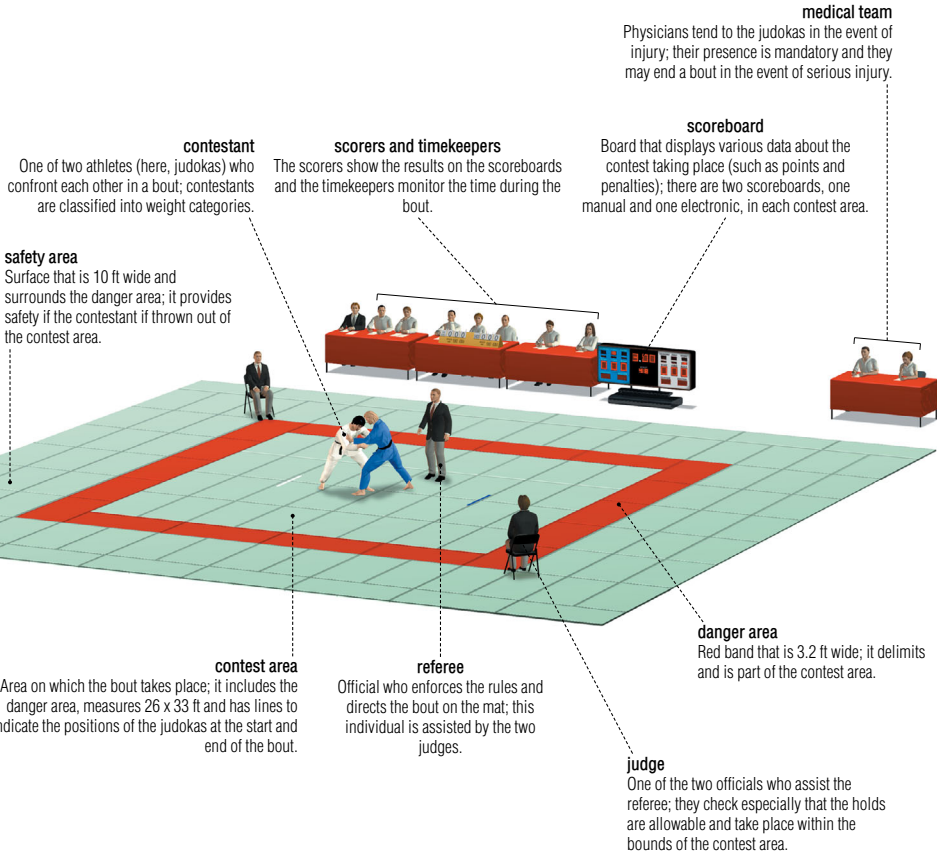 medical team
Physicians tend to the judokas in the event of
injury; their presence is mandatory and they
may end a bout in the event of serious injury.
contestant
One of two athletes (here, judokas) who
confront each other in a bout; contestants
are classified into weight categories.
scorers and timekeepers
The scorers show the results on the scoreboards
and the timekeepers monitor the time during the
bout.
scoreboard
Board that displays various data about the
contest taking place (such as points and
penalties); there are two scoreboards, one
manual and one electronic, in each contest area.
safety area
Surface that is 10 ft wide and
surrounds the danger area; it provides
safety if the contestant if thrown out of
the contest area.
contest area
Area on which the bout takes place; it includes the
danger area, measures 26 x 33 ft and has lines to
ndicate the positions of the judokas at the start and
end of the bout.
referee
Official who enforces the rules and
directs the bout on the mat; this
individual is assisted by the two
judges.
danger area
Red band that is 3.2 ft wide; it delimits
and is part of the contest area.
judge
One of the two officials who assist the
referee; they check especially that the holds
are allowable and take place within the
bounds of the contest area.